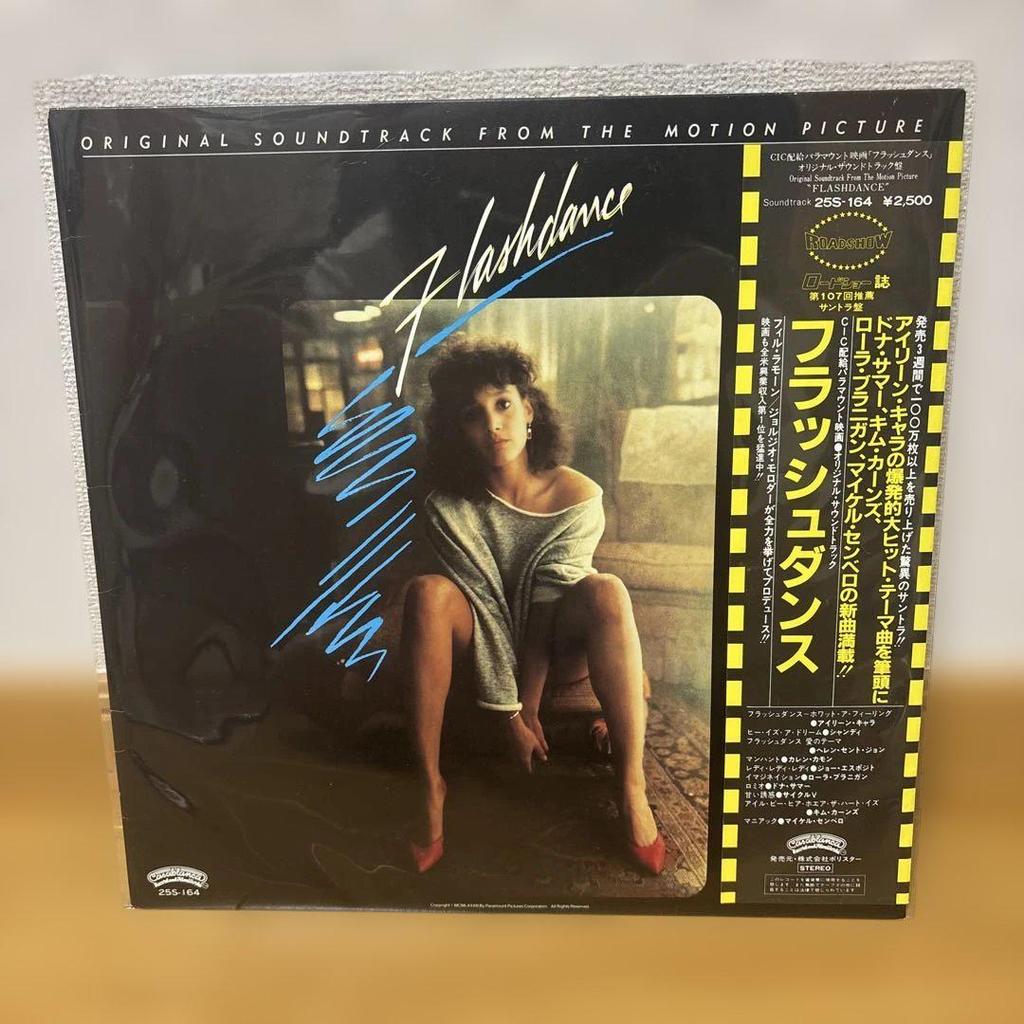 ORIGINAL SOUNDTRACK FROM THE MOTION PICTURE
Flashdance
CIC配給パラマウント映画「フラッシュダンス」
オリジナル・サウンドトラック盤
Original Soundtrack From The Motion Picture
"FLASHDANCE"
Soundtrack 25S-164 ¥2,500
ROADSHOW
ロードショー誌
第107回推薦
サントラ盤
発売3週間で一〇〇万枚以上を売り上げた驚異のサントラ!!
アイリーン・キャラの爆発的大ヒット・テーマ曲を筆頭に
ドナ・サマー、キム・カーンズ、
ローラ・ブラニガン、マイケル・センベロの新曲満載!!
CIC配給パラマウント映画●オリジナル・サウンドトラック
フラッシュダンス
フィル・ラモーン/ジョルジオ・モロダーが全力を挙げてプロデュース!!
映画も全米興業収入第1位を猛進中!!
フラッシュダンス〜ホワット・ア・フィーリング
●アイリーン・キャラ
ヒー・イズ・ア・ドリーム●シャンディ
フラッシュダンス 愛のテーマ
●ヘレン・セント・ジョン
マンハント●カレン・カモン
レディ・レディ・レディ●ジョー・エスポジト
イマジネイション●ローラ・ブラニガン
ロミオ●ドナ・サマー
甘い誘惑●サイクルV
アイル・ビー・ヒア・ホエア・ザ・ハート・イズ
●キム・カーンズ
マニアック●マイケル・センベロ
Casablanca
Record and FilmWorks
発売元・株式会社ポリスター
STEREO
Casablanca
Record and FilmWorks
25S-164